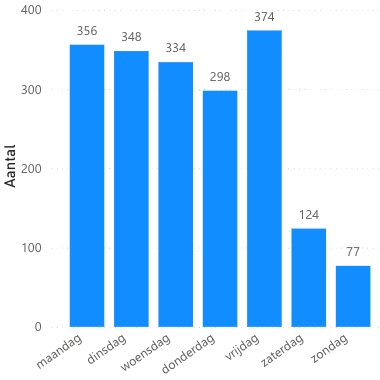 400
300
200
100
0
Aantal
356
348
334
298
374
124
77
maandag
dinsdag
woensdag
donderdag
vrijdag
zaterdag
zondag